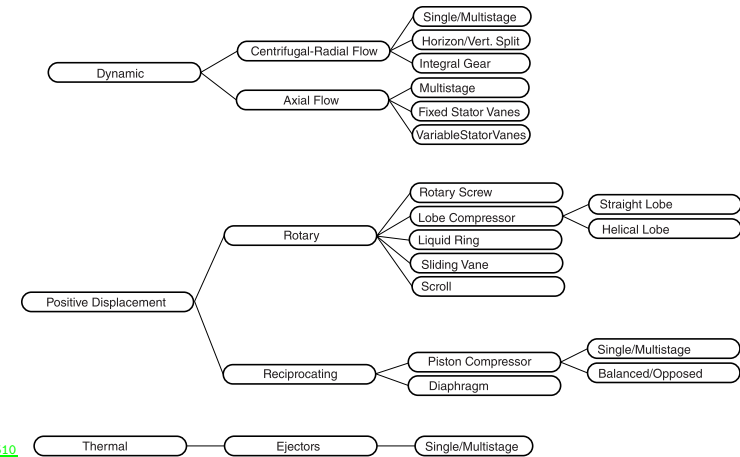 Dynamic
Centrifugal-Radial Flow
Single/Multistage
Horizon/Vert. Split
Integral Gear
Axial Flow
Multistage
Fixed Stator Vanes
VariableStatorVanes
Positive Displacement
Rotary
Rotary Screw
Lobe Compressor
Straight Lobe
Helical Lobe
Liquid Ring
Sliding Vane
Scroll
Reciprocating
Piston Compressor
Single/Multistage
Balanced/Opposed
Diaphragm
Thermal
Ejectors
Single/Multistage